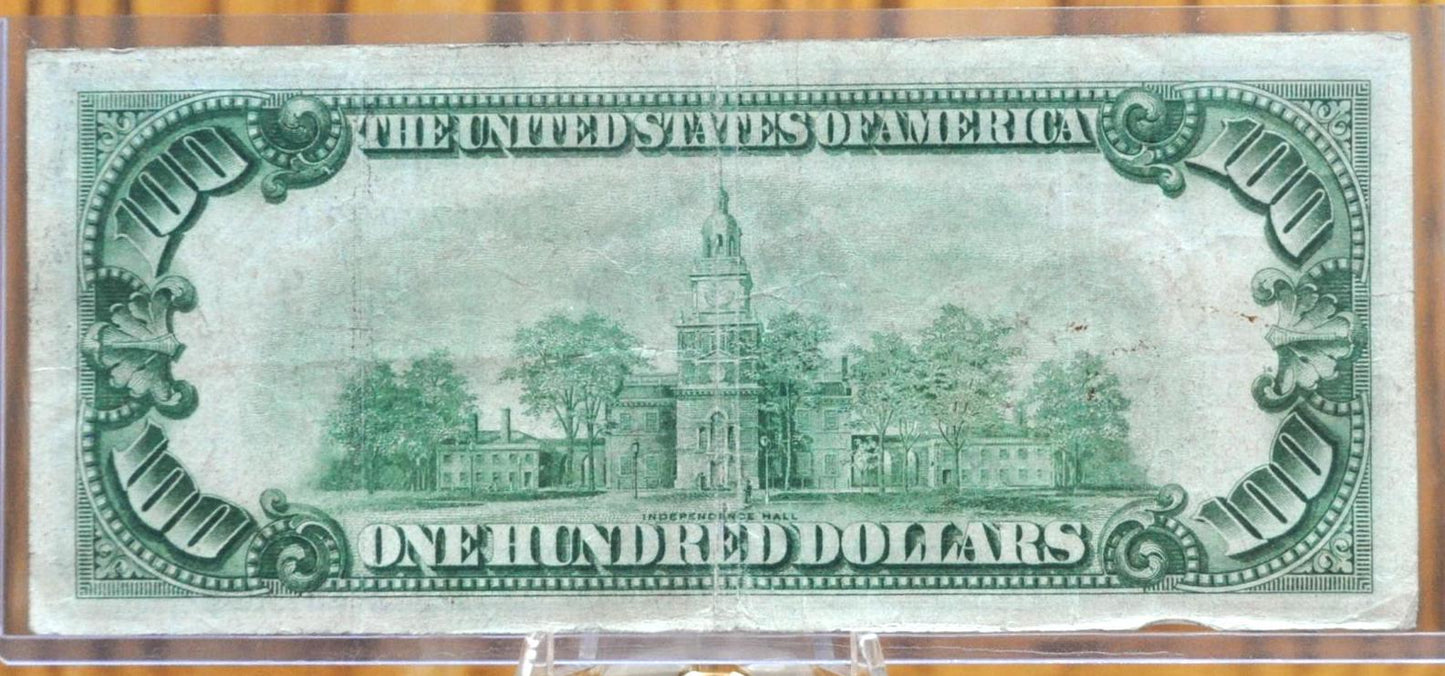 THE UNITED STATES OF AMERICA
100 100
INDEPENDENCE HALL
100 100
ONE HUNDRED DOLLARS